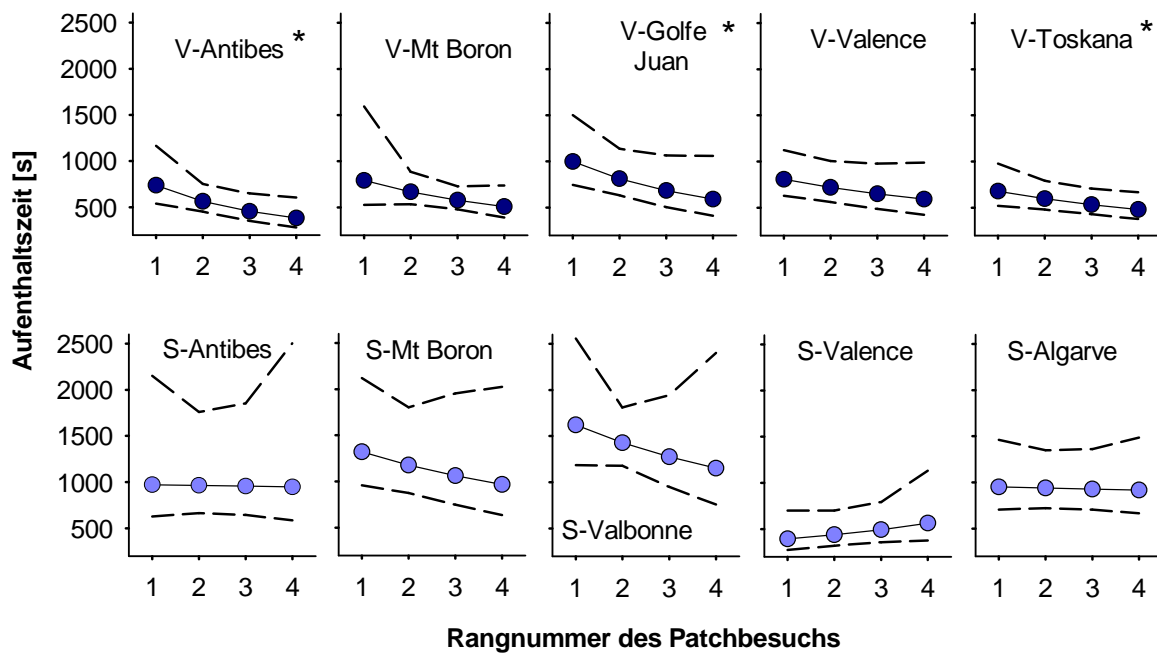 Aufenthaltszeit [s]
2500
2000
1500
1000
500
V-Antibes *
V-Mt Boron
V-Golfe *
Juan
V-Valence
V-Toskana *
1 2 3 4
1 2 3 4
1 2 3 4
1 2 3 4
1 2 3 4
2500
2000
1500
1000
500
S-Antibes
S-Mt Boron
S-Valbonne
S-Valence
S-Algarve
1 2 3 4
1 2 3 4
1 2 3 4
1 2 3 4
1 2 3 4
Rangnummer des Patchbesuchs